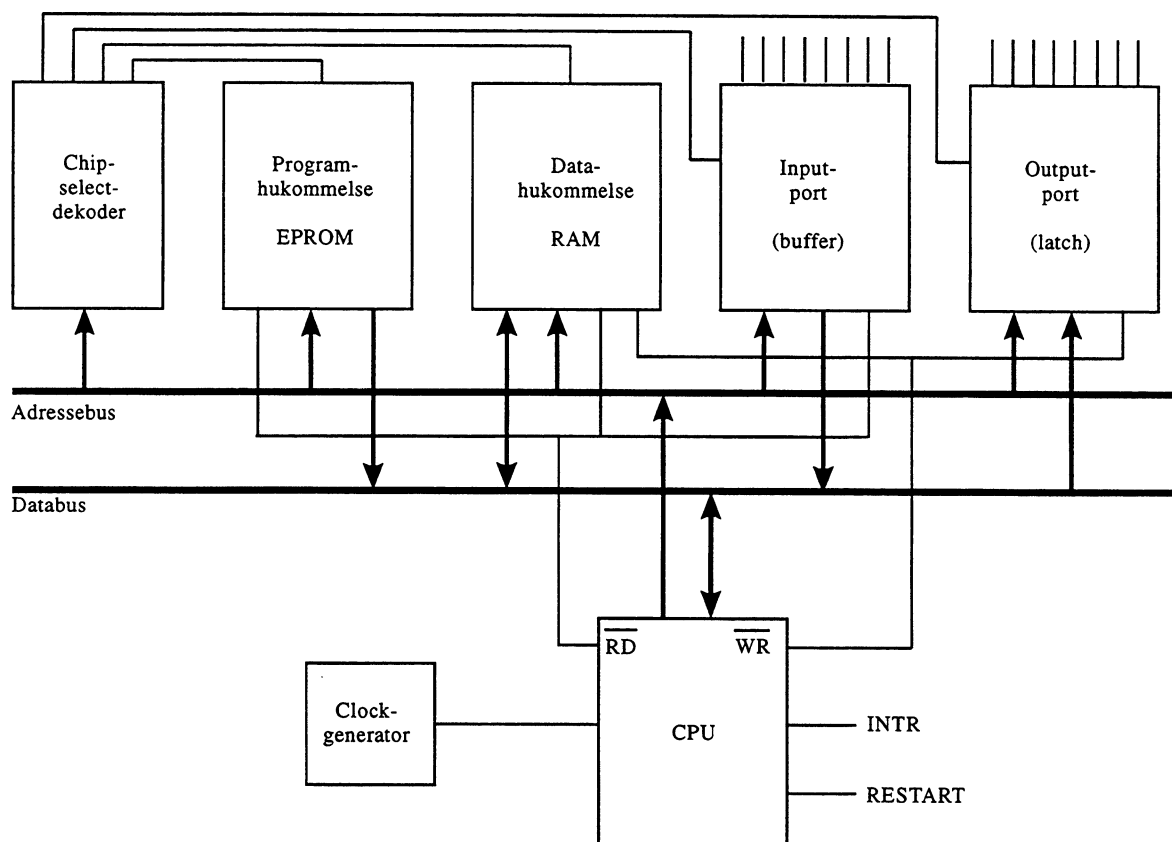 Chip-
select-
dekoder
Program-
hukommelse
EPROM
Data-
hukommelse
RAM
Input-
port
(buffer)
Output-
port
(latch)
Adressebus
Databus
RD
WR
Clock-
generator
CPU
INTR
RESTART